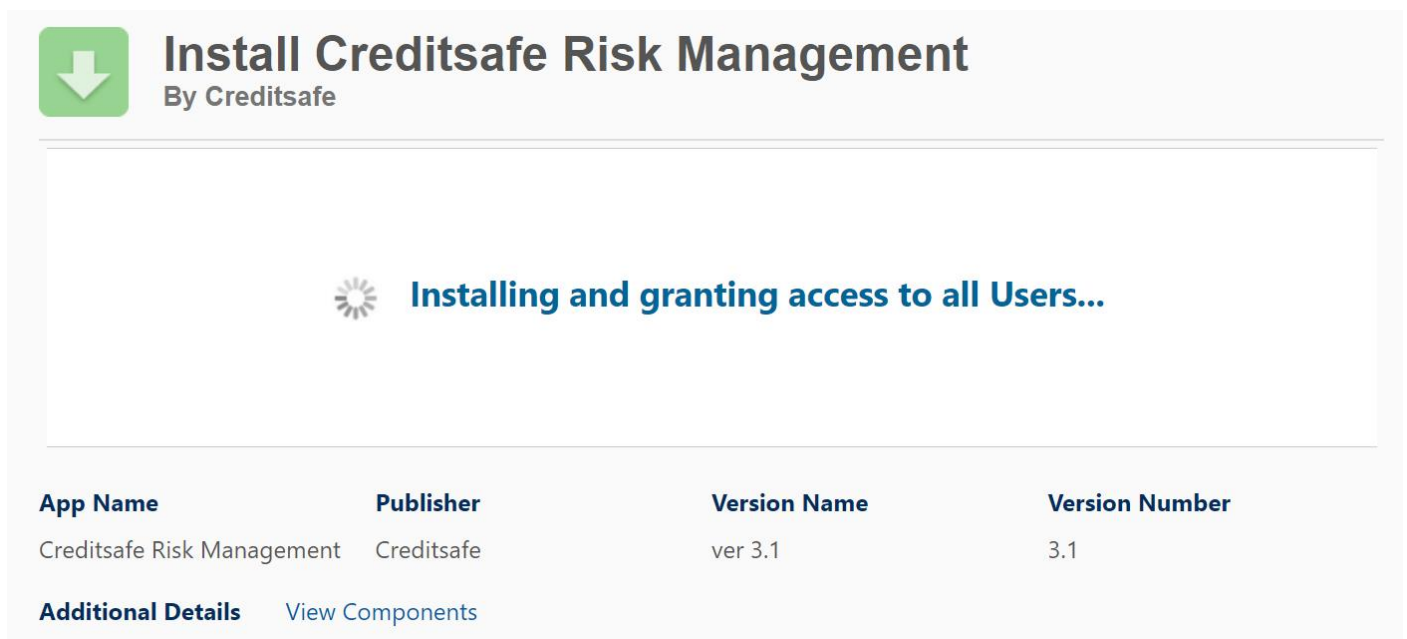 Install Creditsafe Risk Management
By Creditsafe
Installing and granting access to all Users...
App Name Publisher Version Name Version Number
Creditsafe Risk Management Creditsafe ver 3.1 3.1
Additional Details View Components